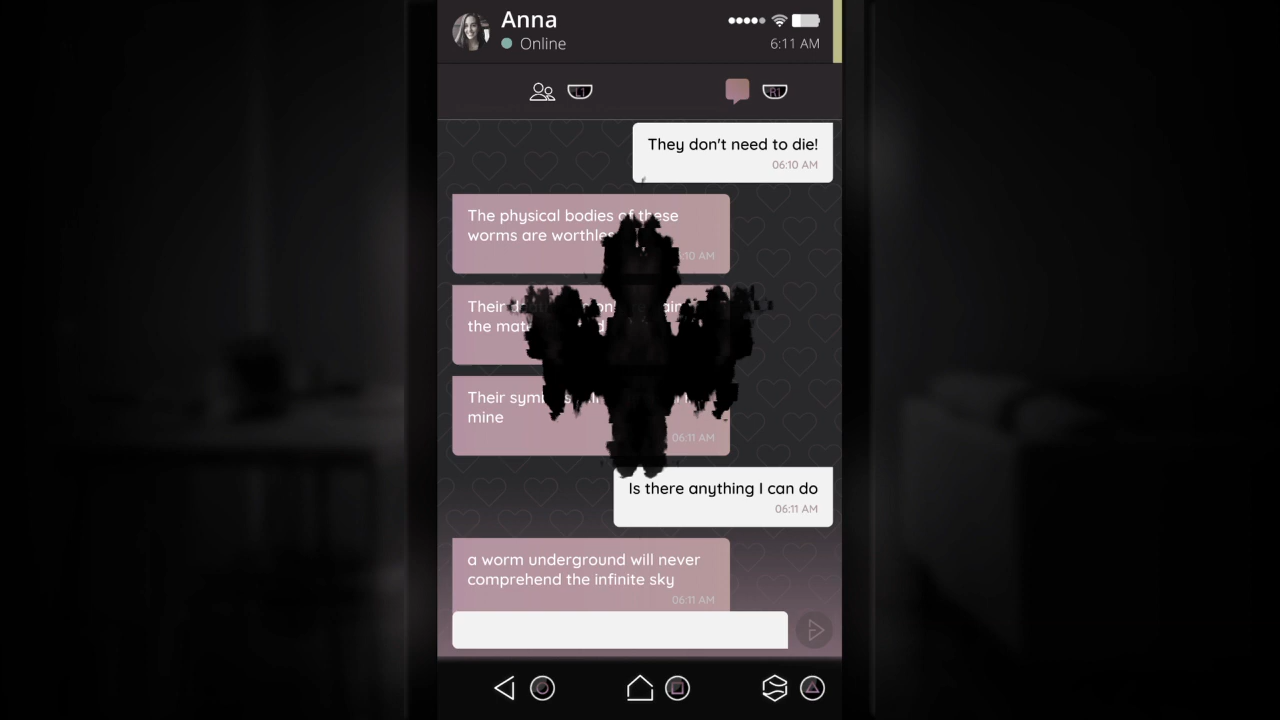 Anna
Online
6:11 AM
L1
R1
They don't need to die!
06:10 AM
The physical bodies of these
worms are
Their
the
Their
mine
06:11 AM
Is there anything I can do
06:11 AM
a worm underground will never
comprehend the infinite sky
06:11 AM